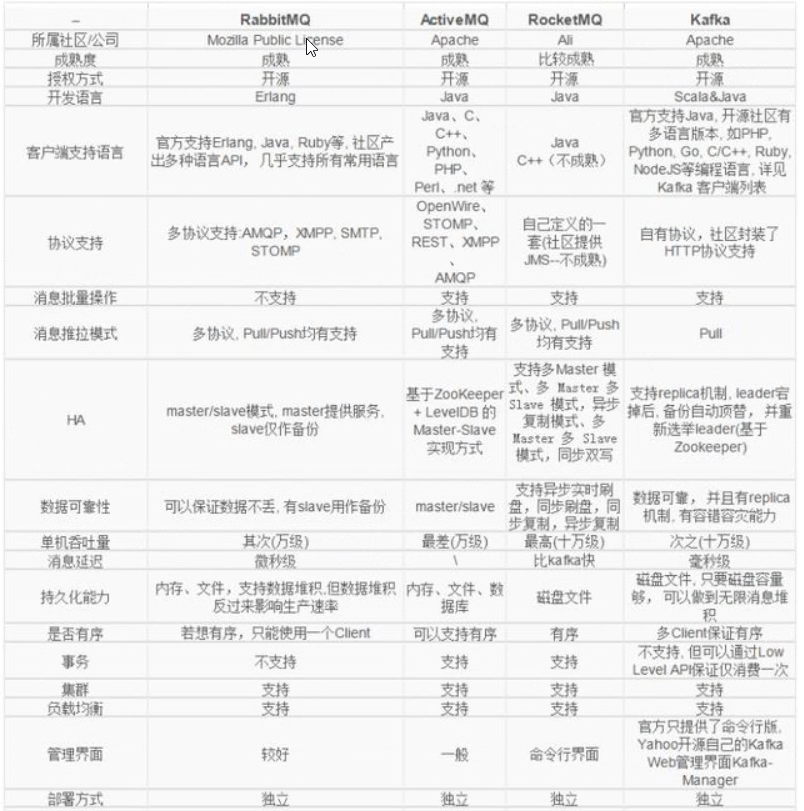 – RabbitMQ ActiveMQ RocketMQ Kafka
所属社区/公司 Mozilla Public License Apache Ali Apache
成熟度 成熟 成熟 比较成熟 成熟
授权方式 开源 开源 开源 开源
开发语言 Erlang Java Java Scala&Java
客户端支持语言
官方支持Erlang, Java, Ruby等, 社区产
出多种语言API， 几乎支持所有常用语言
Java、C、
C++、
Python、
PHP、
Perl、.net 等
Java
C++（不成熟）
官方支持Java, 开源社区有
多语言版本, 如PHP,
Python, Go, C/C++, Ruby,
NodeJS等编程语言, 详见
Kafka 客户端列表
协议支持
多协议支持:AMQP，XMPP, SMTP,
STOMP
OpenWire、
STOMP、
REST、XMPP
、
AMQP
自己定义的一
套(社区提供
JMS--不成熟)
自有协议，社区封装了
HTTP协议支持
消息批量操作 不支持 支持 支持 支持
消息推拉模式
多协议, Pull/Push均有支持
多协议,
Pull/Push均有
支持
多协议, Pull/Push
均有支持
Pull
HA
master/slave模式, master提供服务,
slave仅作备份
基于ZooKeeper
+ LevelDB 的
Master-Slave
实现方式
支持多Master 模
式、多 Master 多
Slave 模式，异步
复制模式、多
Master 多 Slave
模式，同步双写
支持replica机制, leader宕
掉后, 备份自动顶替， 并重
新选举leader(基于
Zookeeper)
数据可靠性
可以保证数据不丢, 有slave用作备份
master/slave
支持异步实时刷
盘，同步刷盘，同
步复制，异步复制
数据可靠， 并且有replica
机制, 有容错容灾能力
单机吞吐量 其次(万级) 最差(万级) 最高(十万级) 次之(十万级)
消息延迟 微秒级 \ 比kafka快 毫秒级
持久化能力
内存、文件，支持数据堆积,但数据堆积
反过来影响生产速率
内存、文件、数
据库
磁盘文件
磁盘文件, 只要磁盘容量
够， 可以做到无限消息堆
积
是否有序 若想有序，只能使用一个Client 可以支持有序 有序 多Client保证有序
事务 不支持 支持 支持
不支持, 但可以通过Low
Level API保证仅消费一次
集群 支持 支持 支持 支持
负载均衡 支持 支持 支持 支持
管理界面 较好 一般 命令行界面
官方只提供了命令行版,
Yahoo开源自己的Kafka
Web管理界面Kafka-
Manager
部署方式 独立 独立 独立 独立